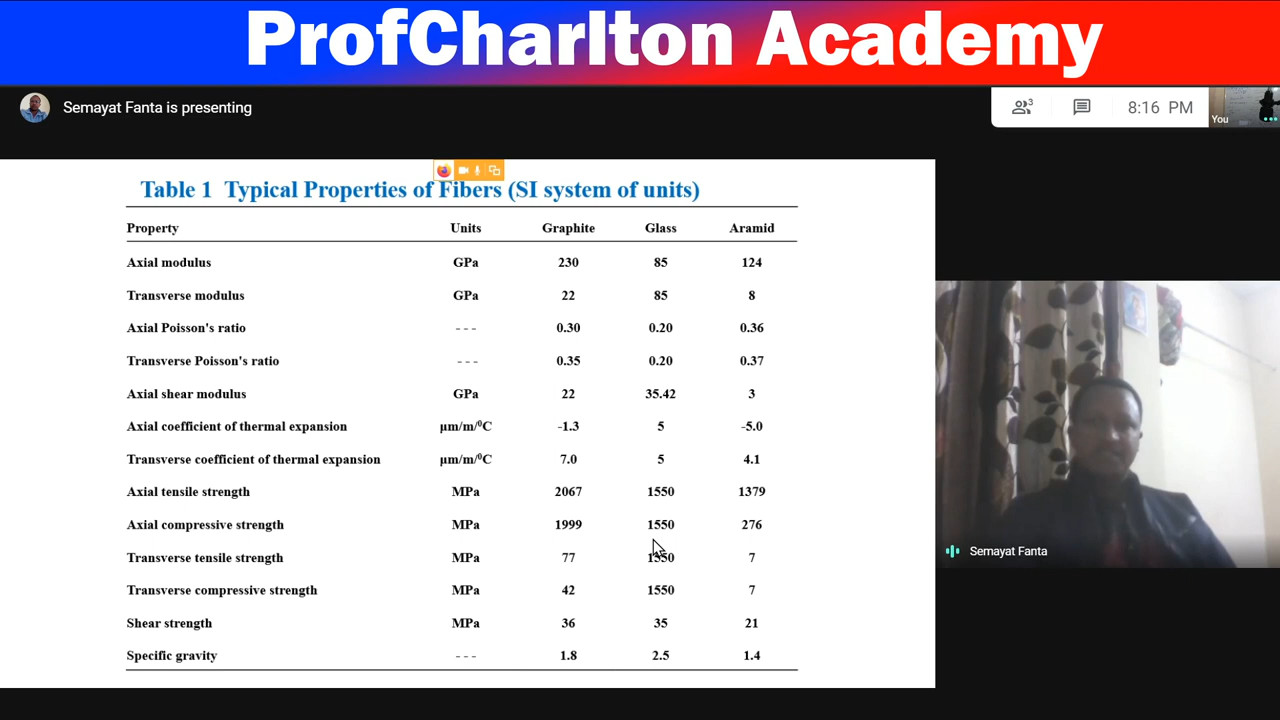 ProfCharlton Academy
Semayat Fanta is presenting
3
8:16 PM
You
Table 1 Typical Properties of Fibers (SI system of units)
Property Units Graphite Glass Aramid
Axial modulus GPa 230 85 124
Transverse modulus GPa 22 85 8
Axial Poisson's ratio --- 0.30 0.20 0.36
Transverse Poisson's ratio --- 0.35 0.20 0.37
Axial shear modulus GPa 22 35.42 3
Axial coefficient of thermal expansion μm/m/⁰C -1.3 5 -5.0
Transverse coefficient of thermal expansion μm/m/⁰C 7.0 5 4.1
Axial tensile strength MPa 2067 1550 1379
Axial compressive strength MPa 1999 1550 276
Transverse tensile strength MPa 77 1550 7
Transverse compressive strength MPa 42 1550 7
Shear strength MPa 36 35 21
Specific gravity --- 1.8 2.5 1.4
Semayat Fanta